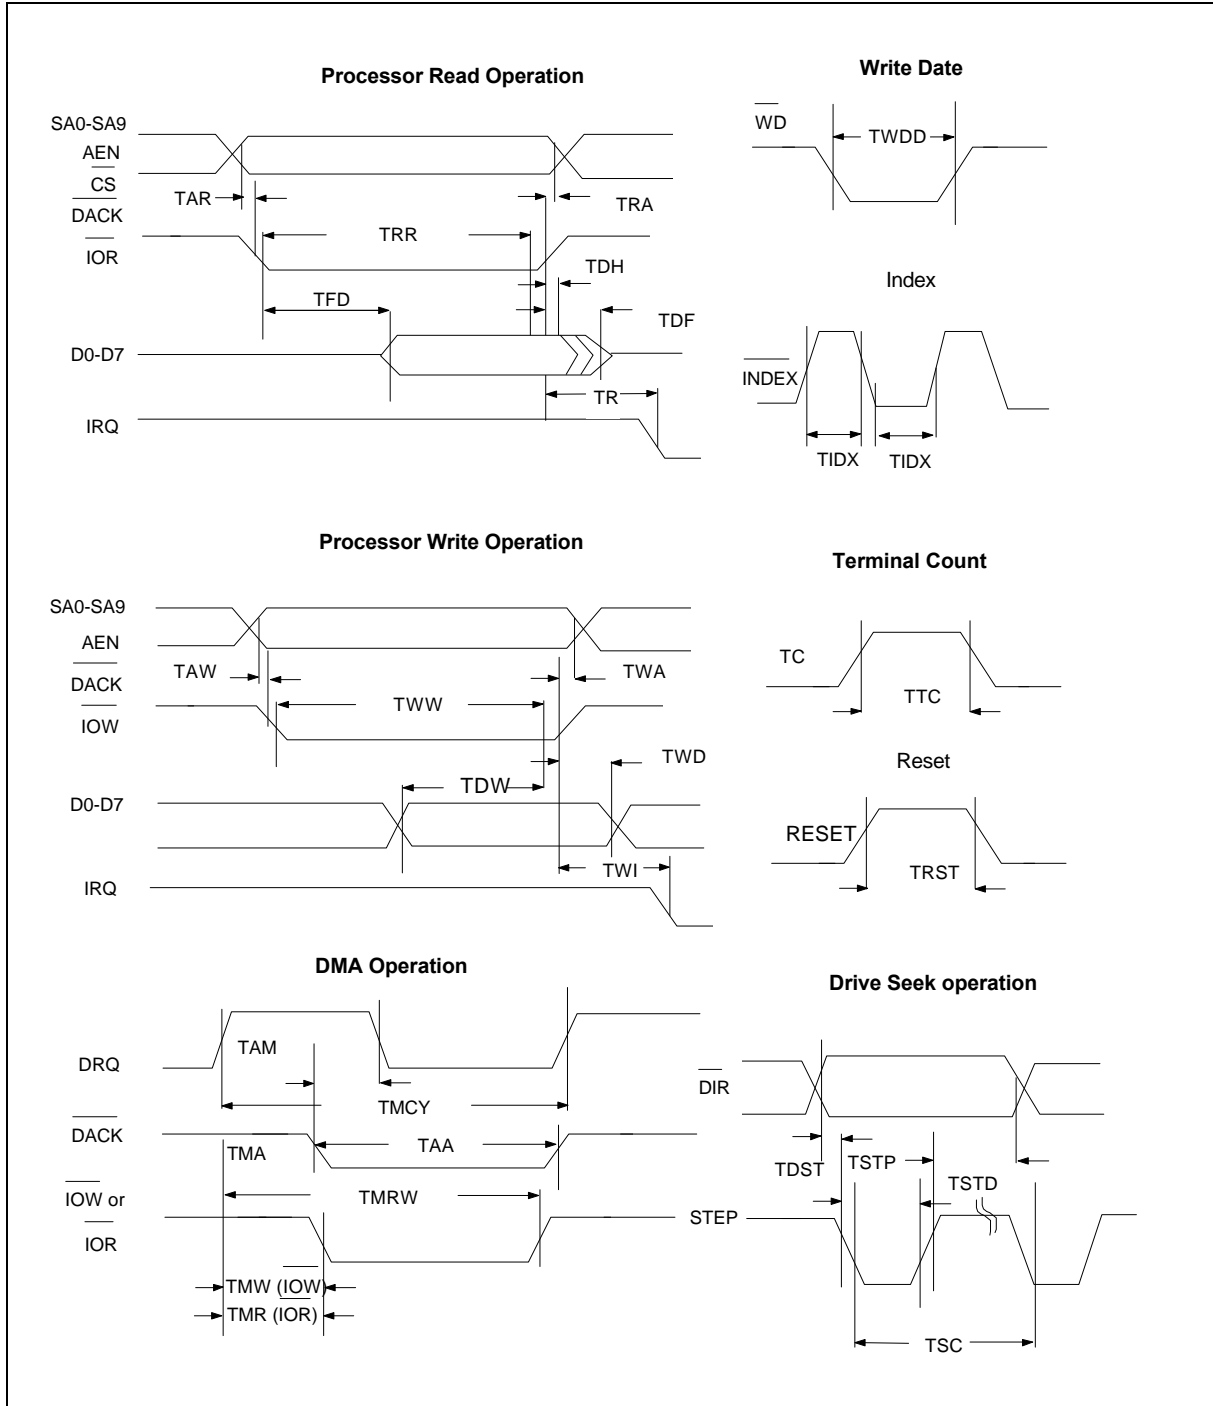 Processor Read Operation
SA0-SA9
AEN
CS
DACK
IOR
TAR
TRA
TRR
TDH
TFD
TDF
D0-D7
TR
IRQ
Write Date
WD
TWDD
Index
INDEX
TIDX
TIDX
Processor Write Operation
SA0-SA9
AEN
DACK
IOW
TAW
TWA
TWW
TWD
TDW
D0-D7
TWI
IRQ
Terminal Count
TC
TTC
Reset
RESET
TRST
DMA Operation
DRQ
TAM
TMCY
DACK
TMA
TAA
IOW or
IOR
TMRW
TMW (IOW)
TMR (IOR)
Drive Seek operation
DIR
TDST
TSTP
TSTD
STEP
TSC